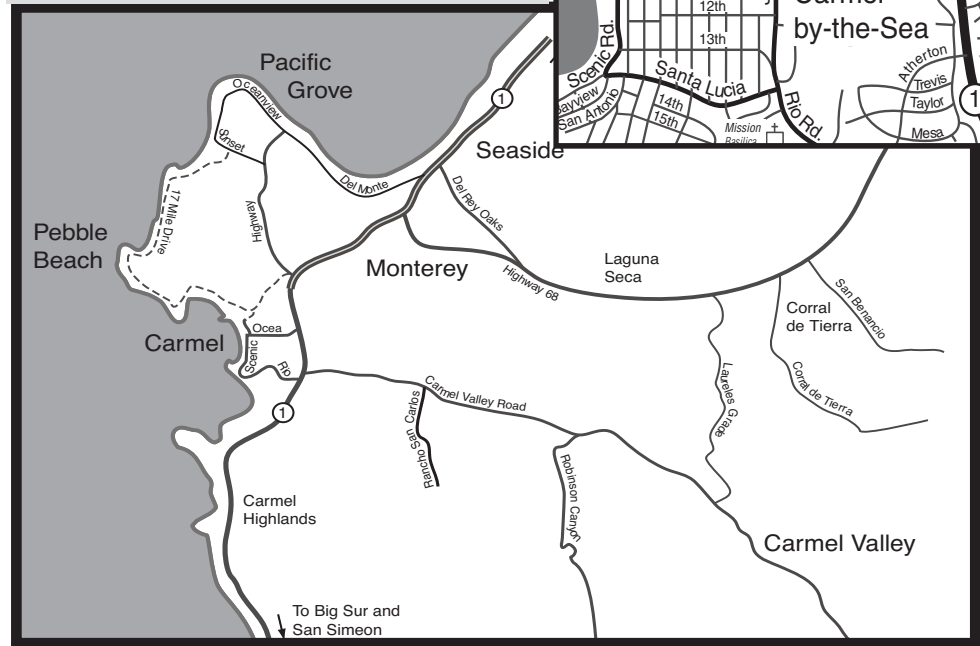 Pacific
Grove
Oceanview
Sunset
17 Mile Drive
Highway
Del Monte
1
Seaside
Del Rey Oaks
Pebble
Beach
Monterey
Highway 68
Laguna
Seca
Corral
de Tierra
San Benancio
Corral de Tierra
Laureles Grade
Carmel
Ocea
Scenic
Rio
1
Carmel Valley Road
Rancho San Carlos
Robinson Canyon
Carmel
Highlands
Carmel Valley
To Big Sur and
San Simeon
12th
13th
Carmel
by-the-Sea
Scenic Rd.
Santa Lucia
San Antonio
14th
15th
Mission
Basilica
Rio Rd.
Atherton
Trevis
Taylor
Mesa
1